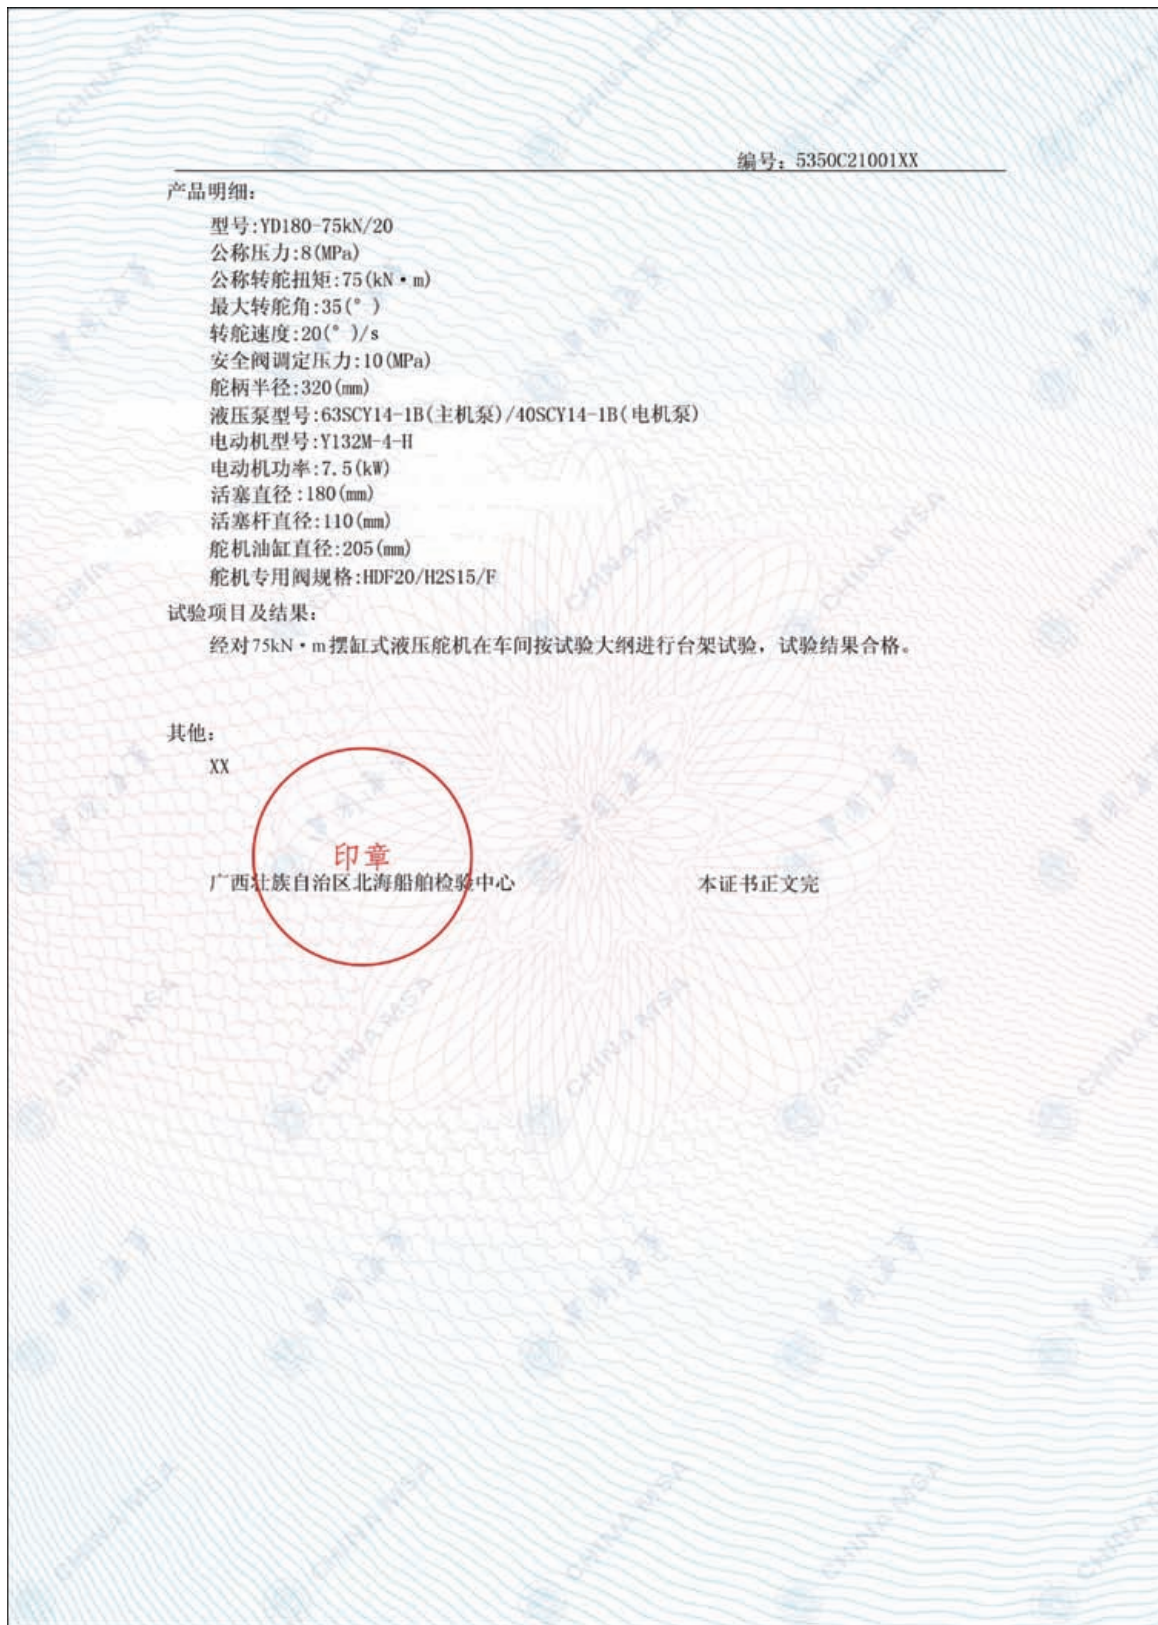 编号：5350C21001XX
产品明细：
型号:YD180-75kN/20
公称压力:8(MPa)
公称转舵扭矩:75(kN·m)
最大转舵角:35(°)
转舵速度:20(°)/s
安全阀调定压力:10(MPa)
舵柄半径:320(mm)
液压泵型号:63SCY14-1B(主机泵)/40SCY14-1B(电机泵)
电动机型号:Y132M-4-H
电动机功率:7.5(kW)
活塞直径:180(mm)
活塞杆直径:110(mm)
舵机油缸直径:205(mm)
舵机专用阀规格:HDF20/H2S15/F
试验项目及结果：
经对75kN·m摆缸式液压舵机在车间按试验大纲进行台架试验，试验结果合格。
其他：
XX
印章
广西壮族自治区北海船舶检验中心 本证书正文完
CHINA MSA
中国海事